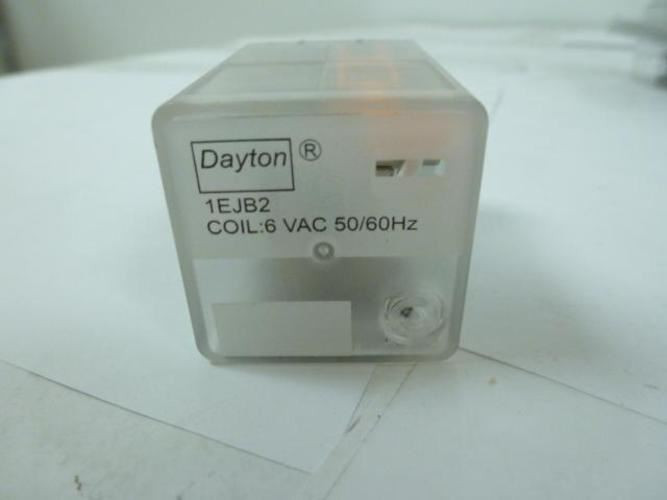 Dayton ®
1EJB2
COIL:6 VAC 50/60Hz